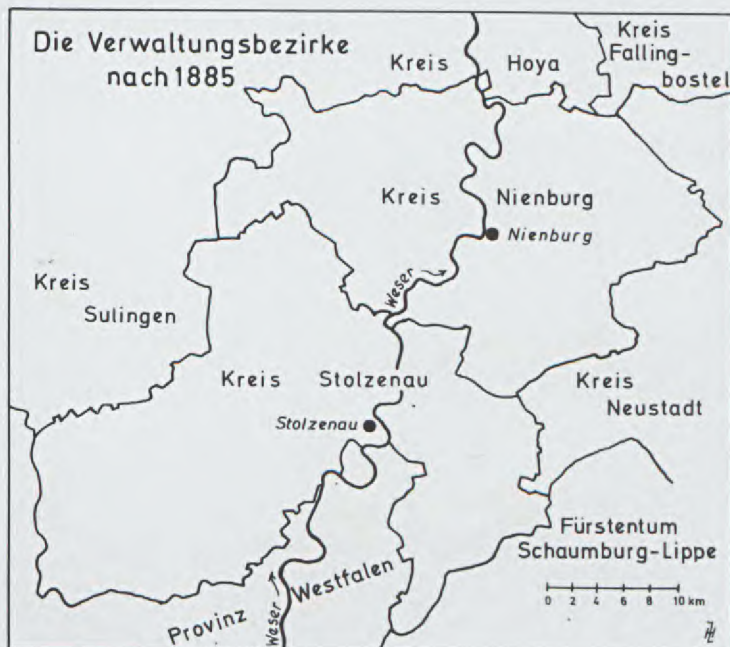 Die Verwaltungsbezirke
nach 1885
Kreis Hoya
Kreis
Falling-
bostel
Kreis Nienburg
Nienburg
Weser
Kreis
Sulingen
Kreis Stolzenau
Stolzenau
Kreis
Neustadt
Fürstentum
Schaumburg-Lippe
0 2 4 6 8 10 km
Provinz Westfalen
Weser